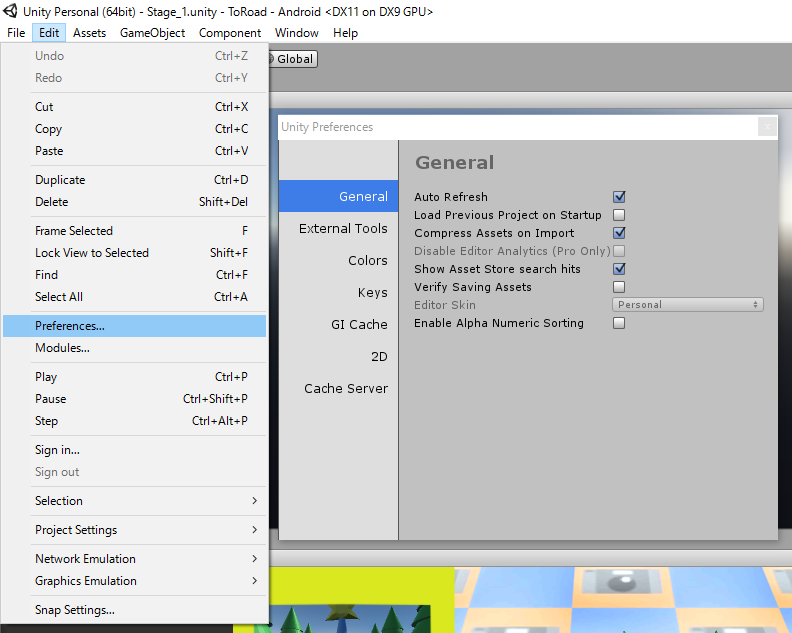 Unity Personal (64bit) - Stage_1.unity - ToRoad - Android <DX11 on DX9 GPU>
File Edit Assets GameObject Component Window Help
Undo Ctrl+Z
Redo Ctrl+Y
Cut Ctrl+X
Copy Ctrl+C
Paste Ctrl+V
Duplicate Ctrl+D
Delete Shift+Del
Frame Selected F
Lock View to Selected Shift+F
Find Ctrl+F
Select All Ctrl+A
Preferences...
Modules...
Play Ctrl+P
Pause Ctrl+Shift+P
Step Ctrl+Alt+P
Sign in...
Sign out
Selection
Project Settings
Network Emulation
Graphics Emulation
Snap Settings...
Global
Unity Preferences
General
External Tools
Colors
Keys
GI Cache
2D
Cache Server
General
Auto Refresh
Load Previous Project on Startup
Compress Assets on Import
Disable Editor Analytics (Pro Only)
Show Asset Store search hits
Verify Saving Assets
Editor Skin Personal
Enable Alpha Numeric Sorting